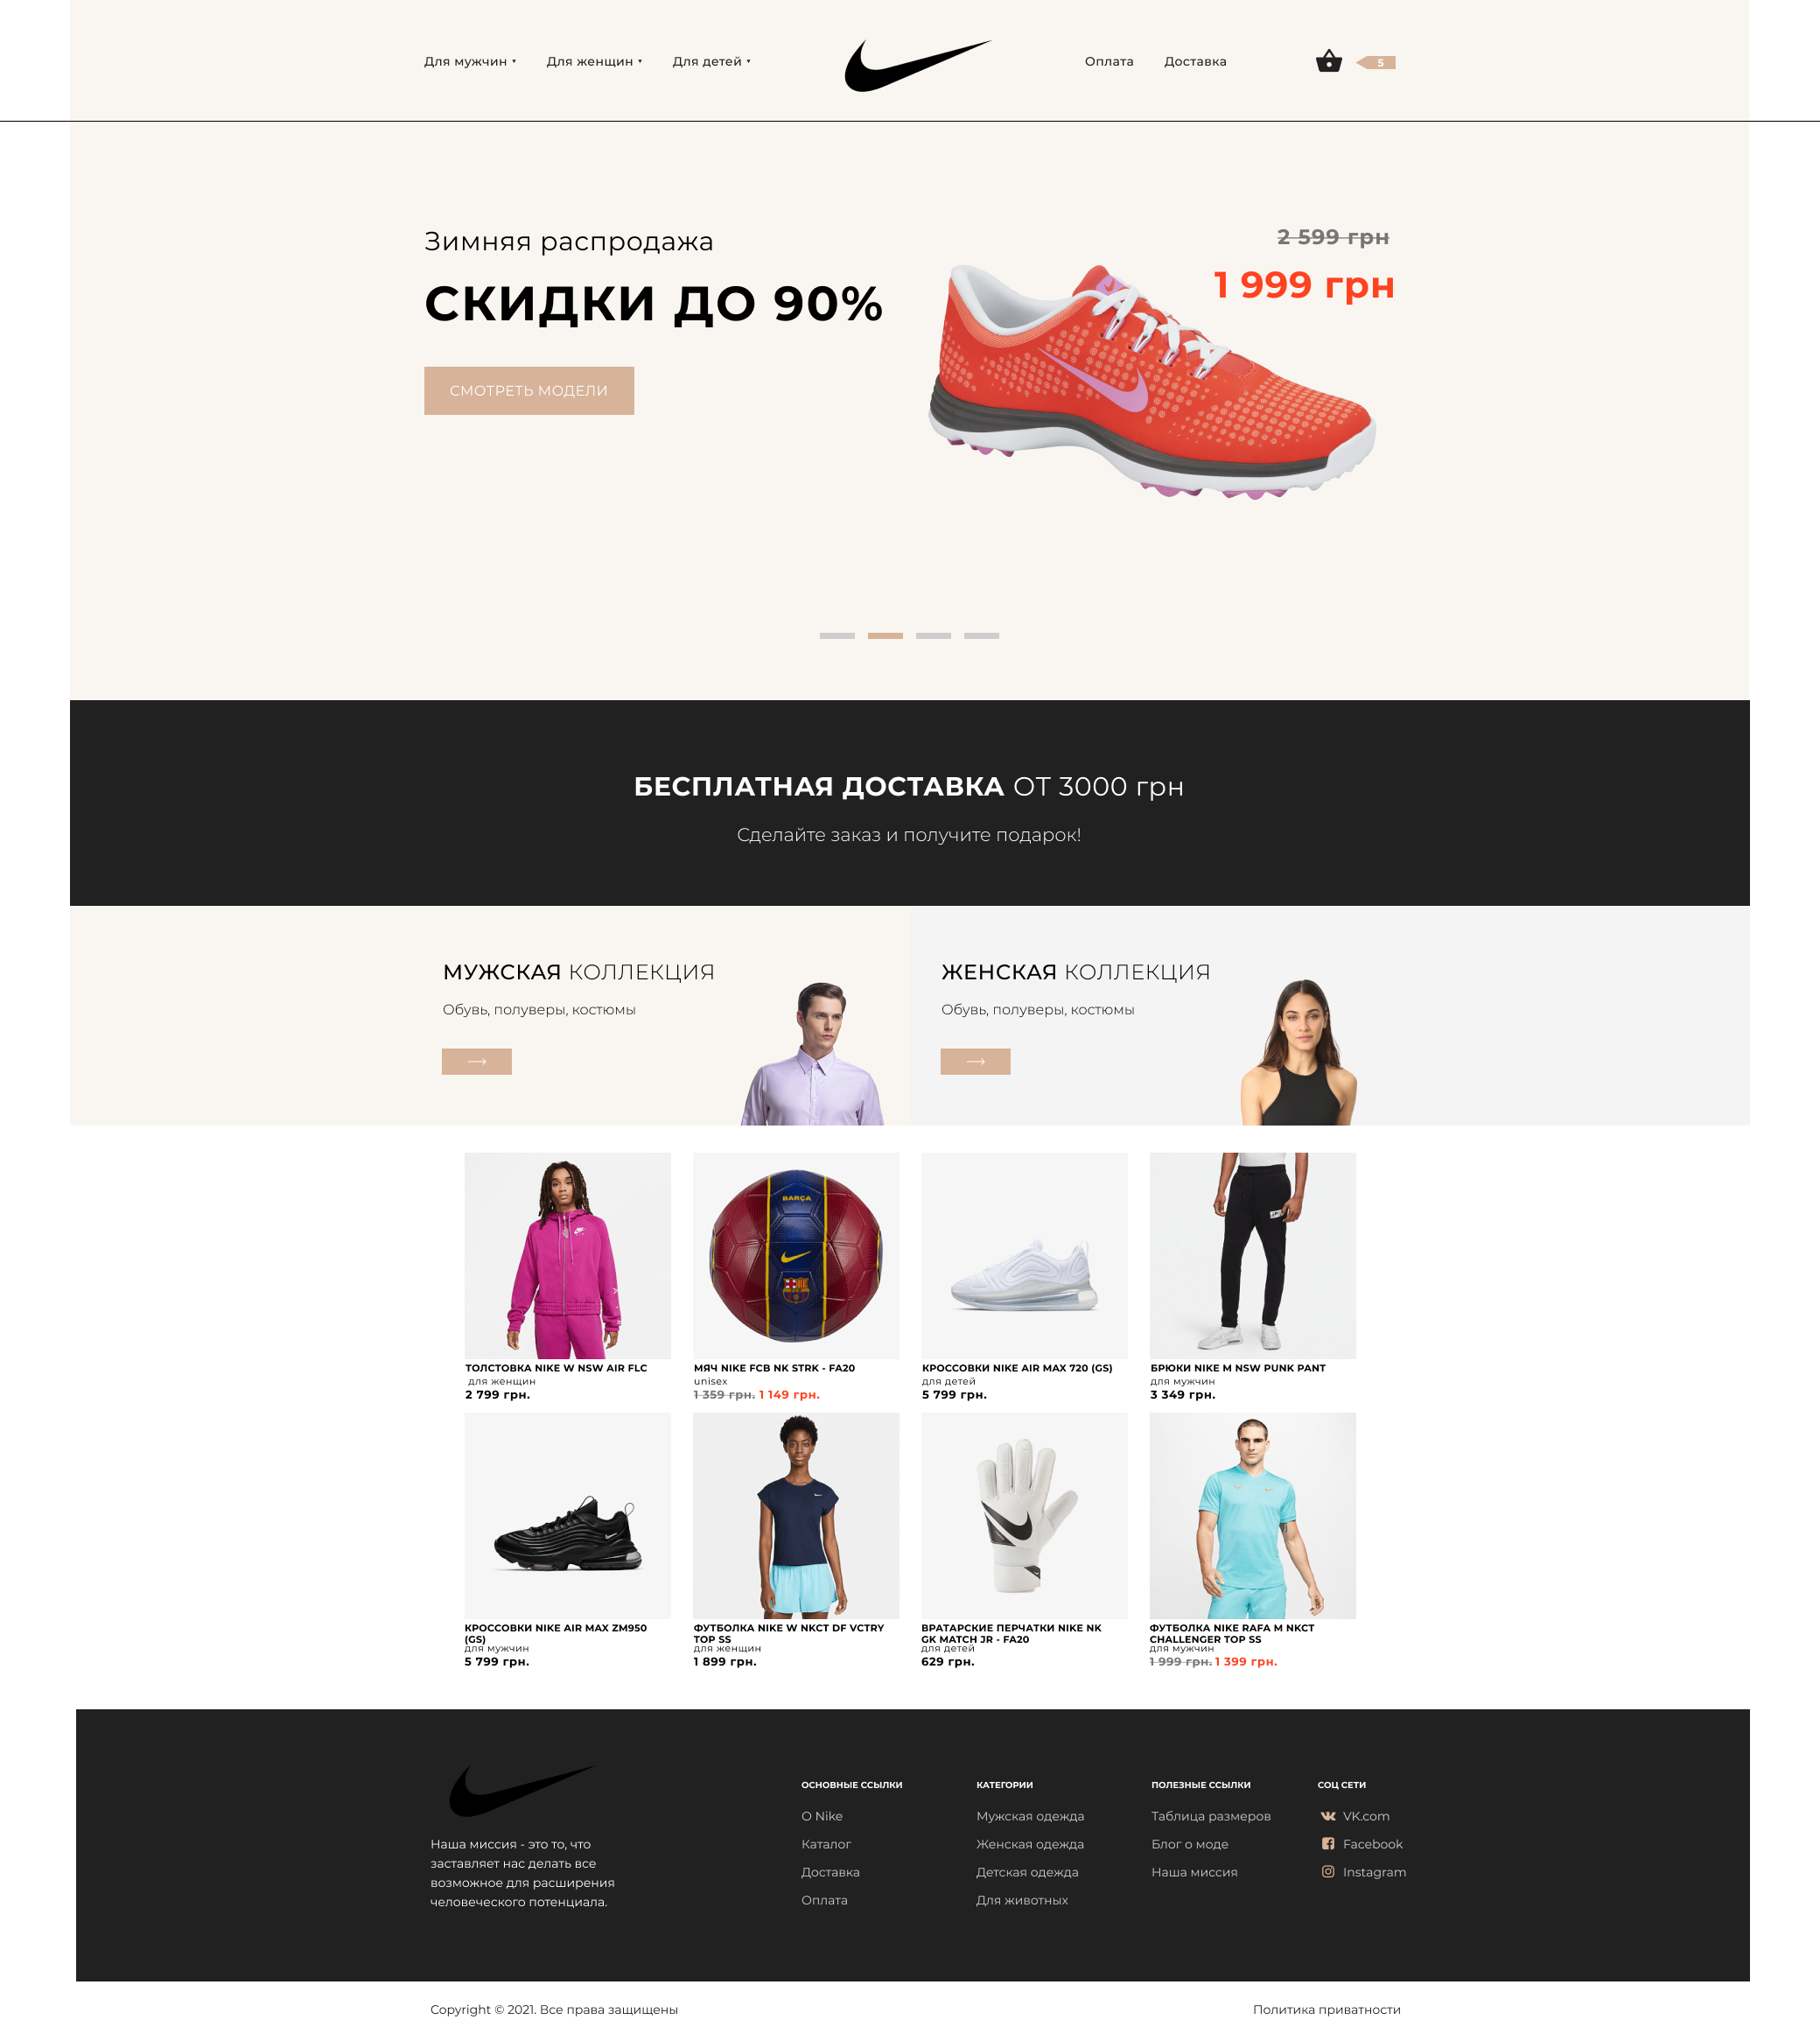 Для мужчин
Для женщин
Для детей
Оплата
Доставка
5
Зимняя распродажа
СКИДКИ ДО 90%
СМОТРЕТЬ МОДЕЛИ
2 599 грн
1 999 грн
БЕСПЛАТНАЯ ДОСТАВКА ОТ 3000 грн
Сделайте заказ и получите подарок!
МУЖСКАЯ КОЛЛЕКЦИЯ
Обувь, полуверы, костюмы
ЖЕНСКАЯ КОЛЛЕКЦИЯ
Обувь, полуверы, костюмы
BARÇA
ТОЛСТОВКА NIKE W NSW AIR FLC
для женщин
2 799 грн.
МЯЧ NIKE FCB NK STRK - FA20
unisex
1 359 грн. 1 149 грн.
КРОССОВКИ NIKE AIR MAX 720 (GS)
для детей
5 799 грн.
БРЮКИ NIKE M NSW PUNK PANT
для мужчин
3 349 грн.
КРОССОВКИ NIKE AIR MAX ZM950
(GS)
для мужчин
5 799 грн.
ФУТБОЛКА NIKE W NKCT DF VCTRY
TOP SS
для женщин
1 899 грн.
ВРАТАРСКИЕ ПЕРЧАТКИ NIKE NK
GK MATCH JR - FA20
для детей
629 грн.
ФУТБОЛКА NIKE RAFA M NKCT
CHALLENGER TOP SS
для мужчин
1 999 грн. 1 399 грн.
Наша миссия - это то, что
заставляет нас делать все
возможное для расширения
человеческого потенциала.
ОСНОВНЫЕ ССЫЛКИ
О Nike
Каталог
Доставка
Оплата
КАТЕГОРИИ
Мужская одежда
Женская одежда
Детская одежда
Для животных
ПОЛЕЗНЫЕ ССЫЛКИ
Таблица размеров
Блог о моде
Наша миссия
СОЦ СЕТИ
VK.com
Facebook
Instagram
Copyright © 2021. Все права защищены
Политика приватности